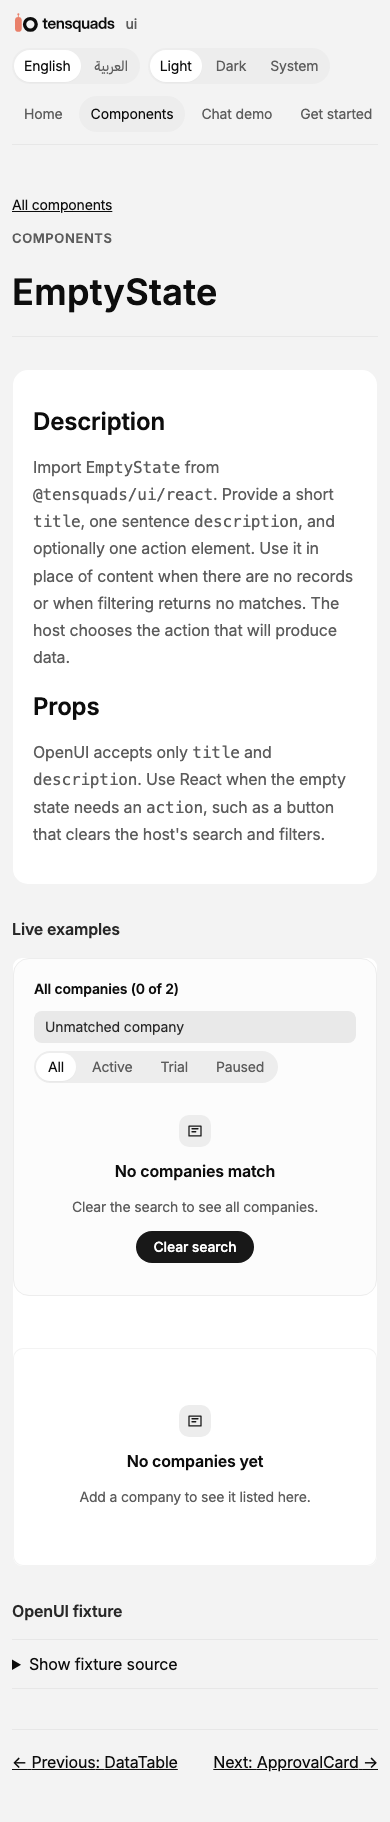 tensquads ui
English العربية Light Dark System
Home Components Chat demo Get started
All components
COMPONENTS
EmptyState
Description
Import EmptyState from
@tensquads/ui/react. Provide a short
title, one sentence description, and
optionally one action element. Use it in
place of content when there are no records
or when filtering returns no matches. The
host chooses the action that will produce
data.
Props
OpenUI accepts only title and
description. Use React when the empty
state needs an action, such as a button
that clears the host's search and filters.
Live examples
All companies (0 of 2)
Unmatched company
All Active Trial Paused
No companies match
Clear the search to see all companies.
Clear search
No companies yet
Add a company to see it listed here.
OpenUI fixture
▶ Show fixture source
← Previous: DataTable Next: ApprovalCard →